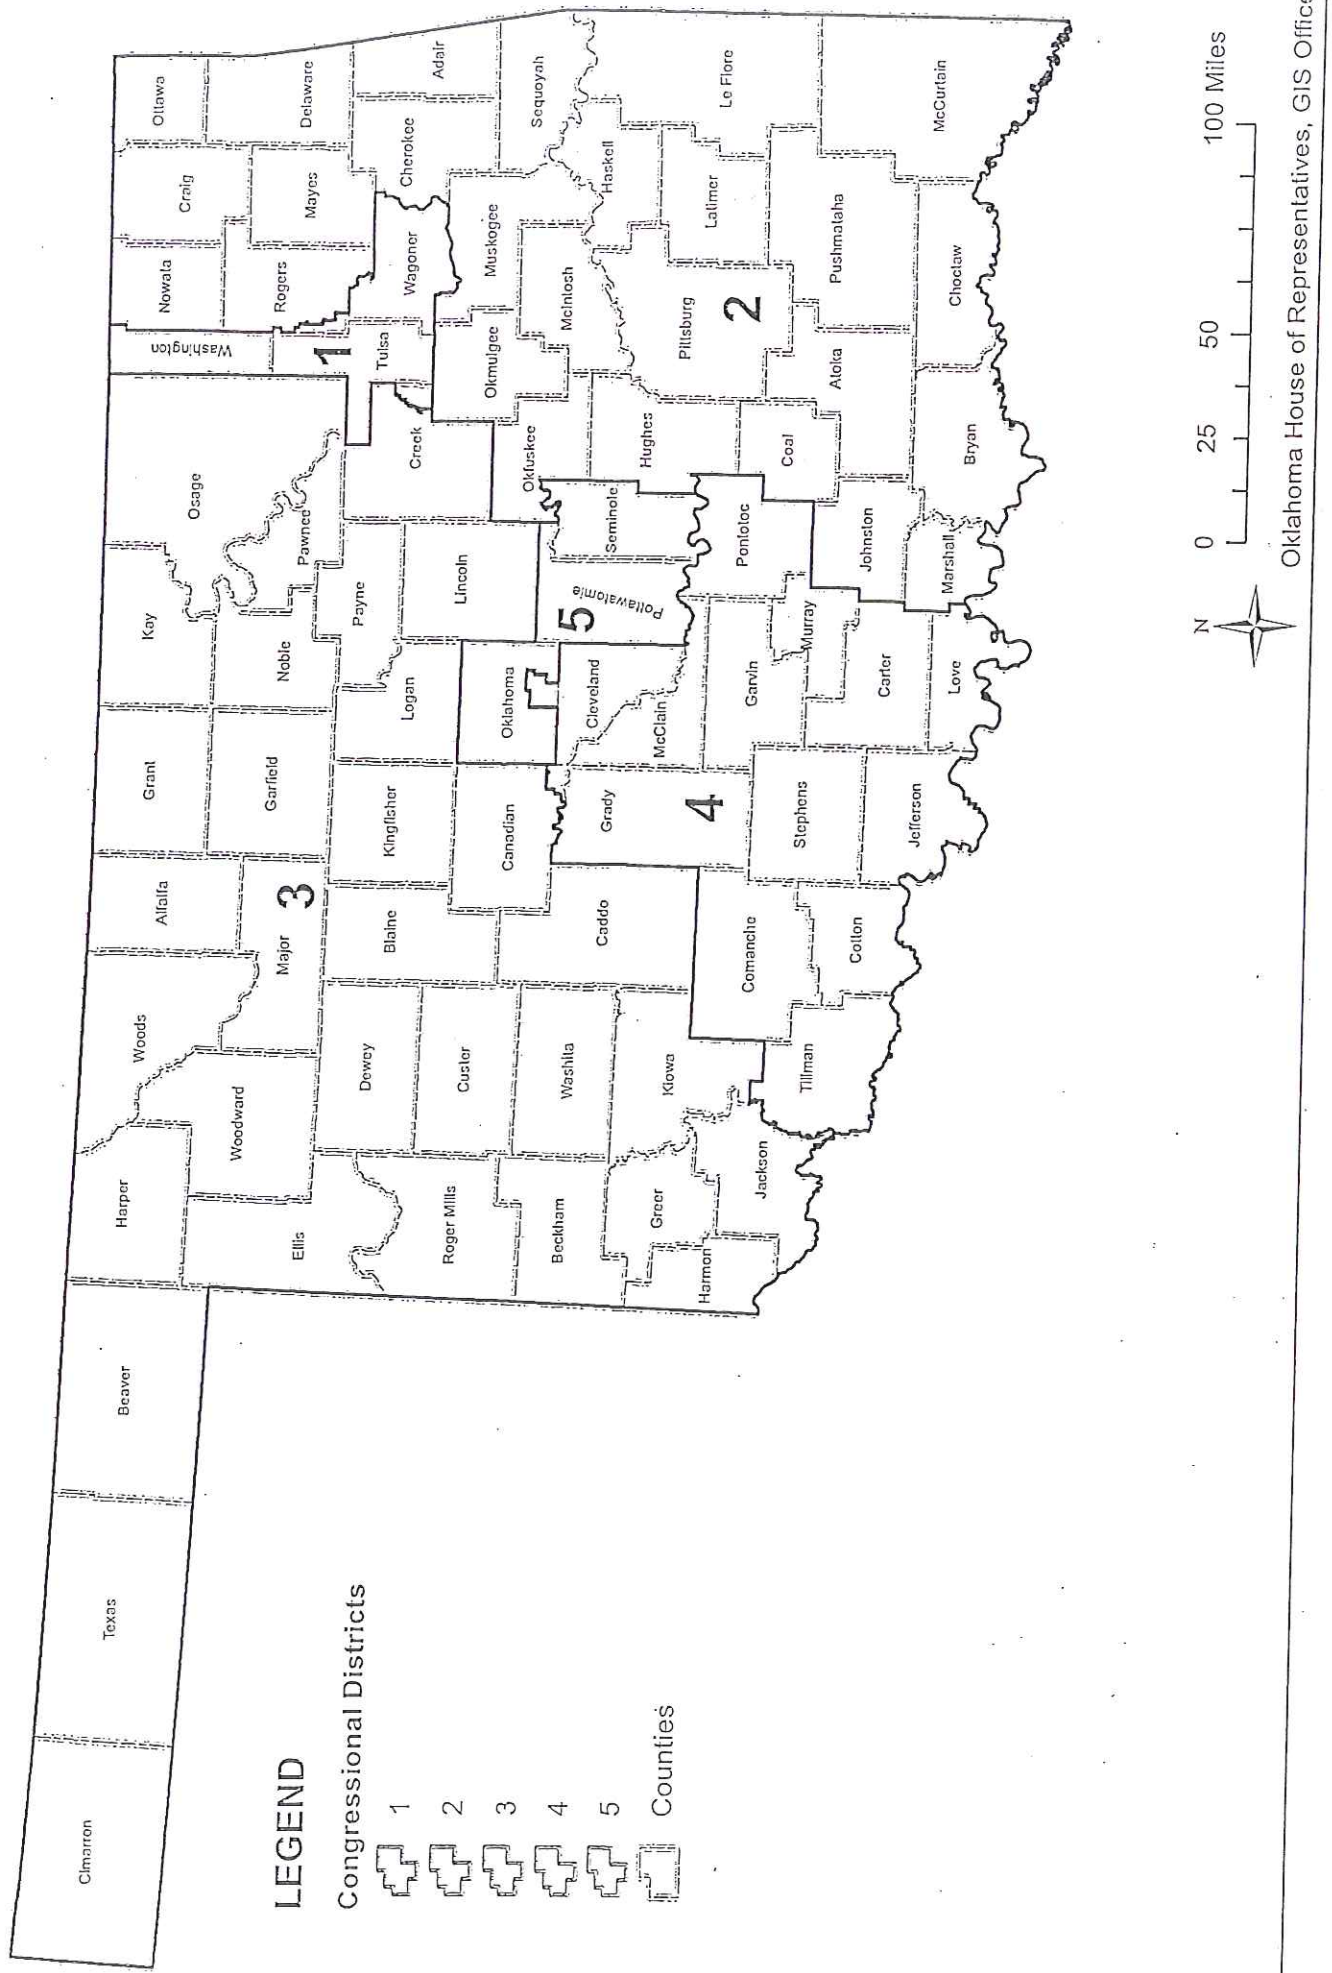 Cimarron
Texas
Beaver
Harper
Woods
Alfalfa
Grant
Kay
Osage
Washington
Nowata
Craig
Ottawa
Ellis
Woodward
Major
3
Garfield
Noble
Pawnee
Rogers
Mayes
Delaware
Roger Mills
Dewey
Blaine
Kingfisher
Logan
Payne
Creek
1
Tulsa
Wagoner
Cherokee
Adair
Beckham
Custer
Canadian
Oklahoma
Lincoln
Okfuskee
Okmulgee
Muskogee
Sequoyah
Greer
Washita
Caddo
Grady
Cleveland
5
Pottawatomie
Seminole
Hughes
McIntosh
Haskell
Harmon
Jackson
Kiowa
Comanche
4
McClain
Garvin
Pontotoc
Pittsburg
2
Latimer
Le Flore
Tillman
Cotton
Stephens
Murray
Johnston
Coal
Atoka
Pushmataha
McCurtain
Jefferson
Carter
Love
Marshall
Bryan
Choctaw
LEGEND
Congressional Districts
1
2
3
4
5
Counties
N
0 25 50 100 Miles
Oklahoma House of Representatives, GIS Office